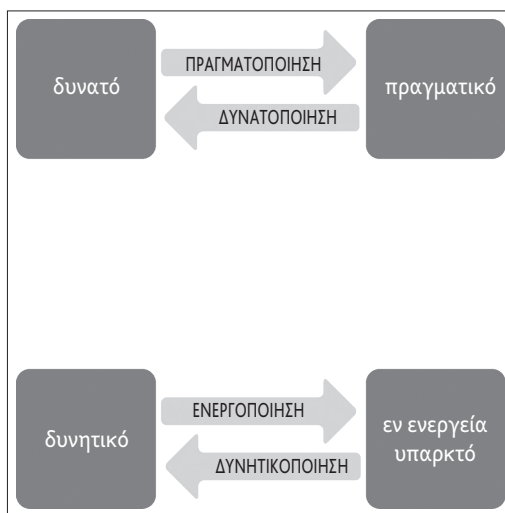 δυνατό
ΠΡΑΓΜΑΤΟΠΟΙΗΣΗ
ΔΥΝΑΤΟΠΟΙΗΣΗ
πραγματικό
δυνητικό
ΕΝΕΡΓΟΠΟΙΗΣΗ
ΔΥΝΗΤΙΚΟΠΟΙΗΣΗ
εν ενεργεία
υπαρκτό